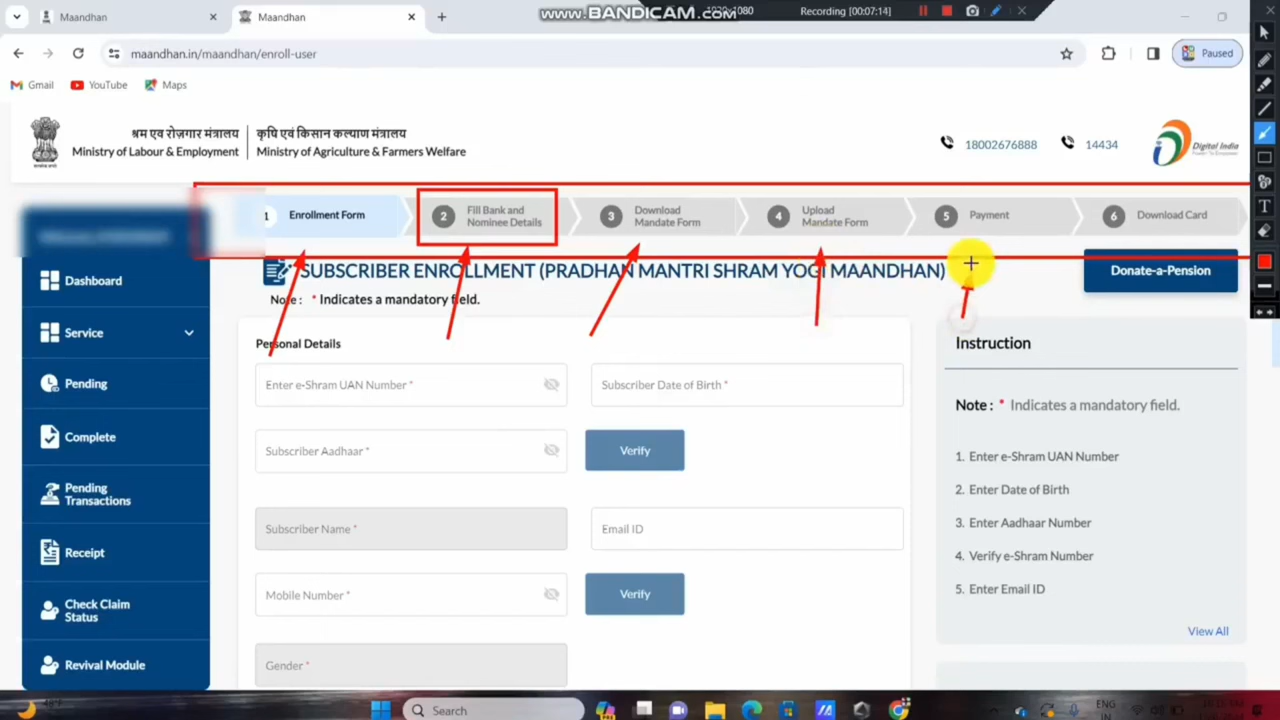 Maandhan
Maandhan
www.BANDICAM.com
Recording [00:07:14]
maandhan.in/maandhan/enroll-user
Paused
Gmail
YouTube
Maps
श्रम एवं रोज़गार मंत्रालय
Ministry of Labour & Employment
कृषि एवं किसान कल्याण मंत्रालय
Ministry of Agriculture & Farmers Welfare
18002676888
14434
Digital India
1 Enrollment Form
2 Fill Bank and
Nominee Details
3 Download
Mandate Form
4 Upload
Mandate Form
5 Payment
6 Download Card
SUBSCRIBER ENROLLMENT (PRADHAN MANTRI SHRAM YOGI MAANDHAN)
Donate-a-Pension
Note : * Indicates a mandatory field.
Dashboard
Service
Pending
Complete
Pending
Transactions
Receipt
Check Claim
Status
Revival Module
Personal Details
Enter e-Shram UAN Number *
Subscriber Date of Birth *
Subscriber Aadhaar *
Verify
Subscriber Name *
Email ID
Mobile Number *
Verify
Gender *
Instruction
Note : * Indicates a mandatory field.
1. Enter e-Shram UAN Number
2. Enter Date of Birth
3. Enter Aadhaar Number
4. Verify e-Shram Number
5. Enter Email ID
View All
Search
ENG
IN